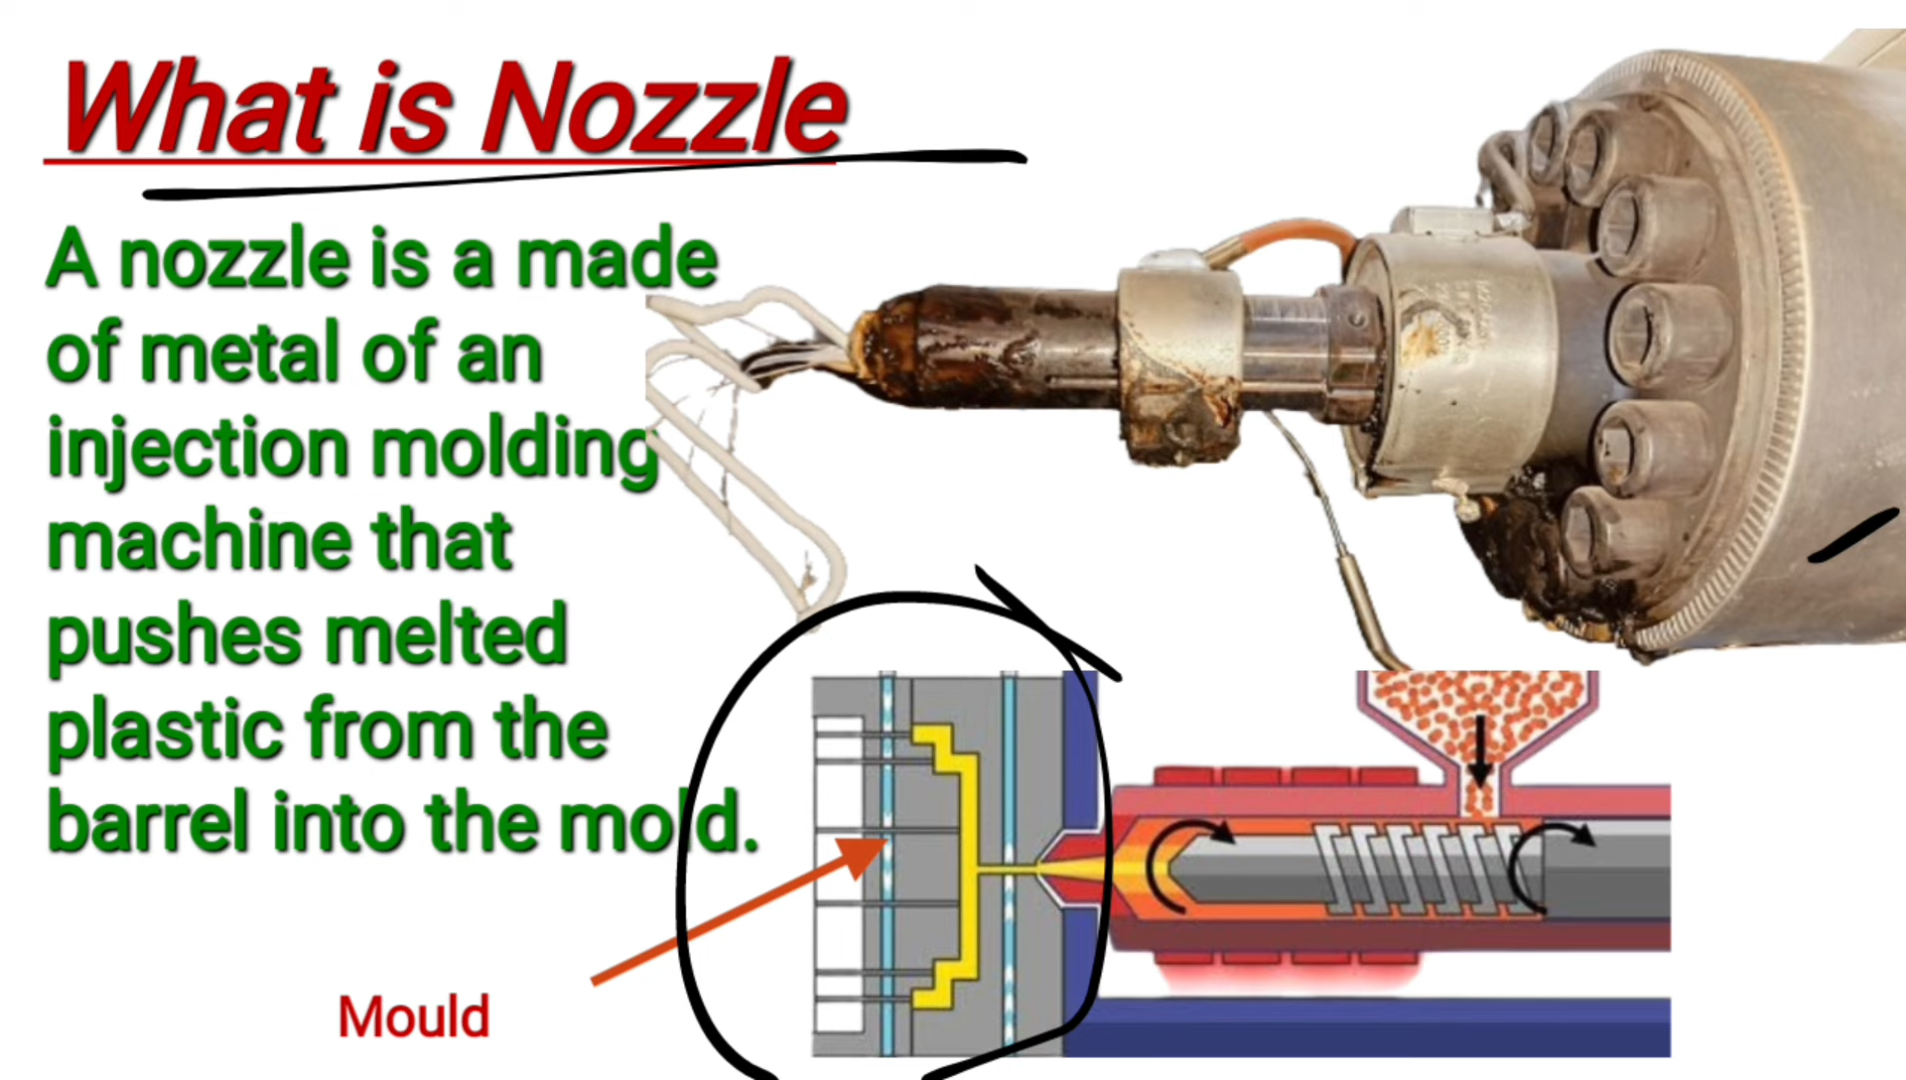 What is Nozzle
A nozzle is a made
of metal of an
injection molding
machine that
pushes melted
plastic from the
barrel into the mold.
Mould